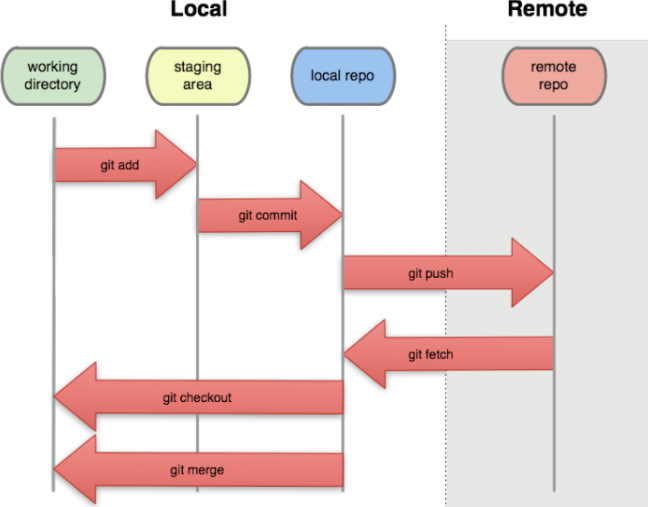 Local
Remote
working
directory
staging
area
local repo
remote
repo
git add
git commit
git push
git fetch
git checkout
git merge